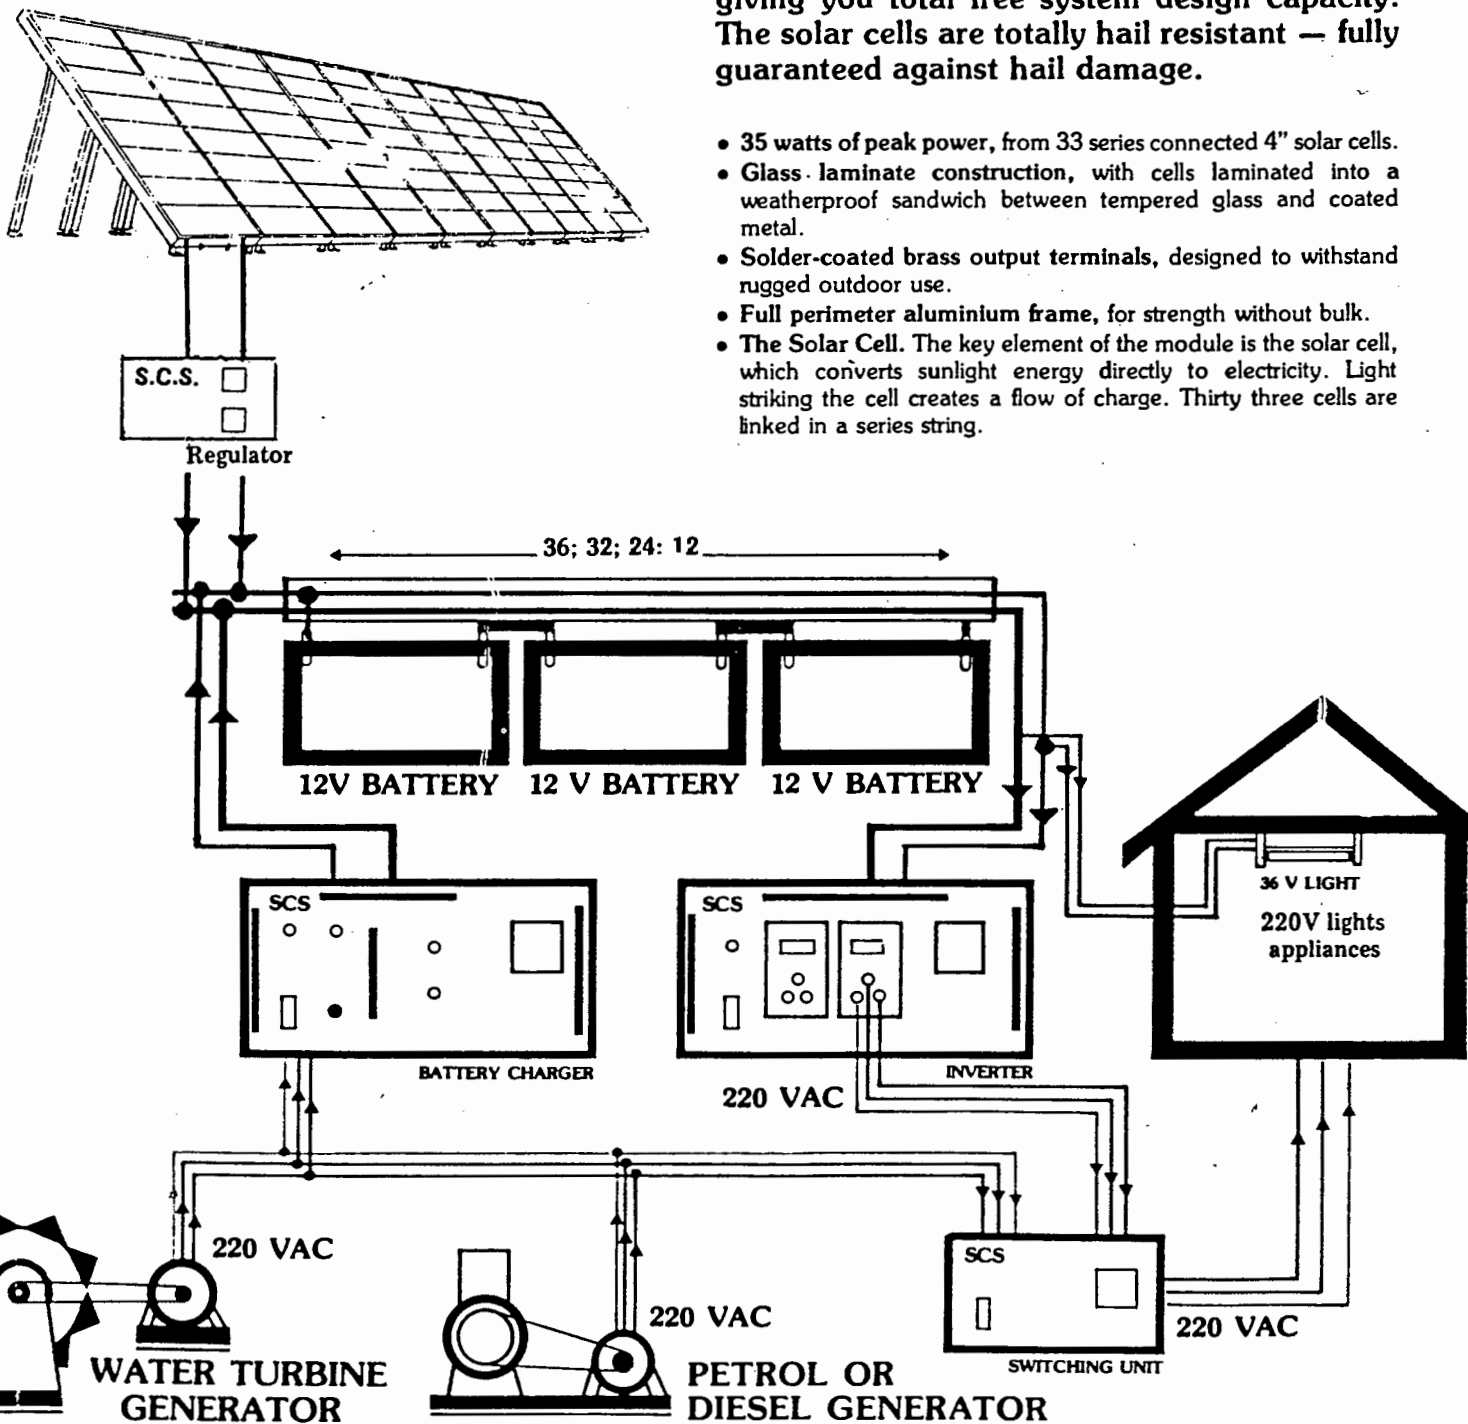 giving you total free system design capacity.
The solar cells are totally hail resistant — fully
guaranteed against hail damage.
• 35 watts of peak power, from 33 series connected 4" solar cells.
• Glass laminate construction, with cells laminated into a
weatherproof sandwich between tempered glass and coated
metal.
• Solder-coated brass output terminals, designed to withstand
rugged outdoor use.
• Full perimeter aluminium frame, for strength without bulk.
• The Solar Cell. The key element of the module is the solar cell,
which converts sunlight energy directly to electricity. Light
striking the cell creates a flow of charge. Thirty three cells are
linked in a series string.
S.C.S.
Regulator
36; 32; 24: 12
12V BATTERY
12 V BATTERY
12 V BATTERY
36 V LIGHT
220V lights
appliances
SCS
BATTERY CHARGER
SCS
INVERTER
220 VAC
220 VAC
WATER TURBINE
GENERATOR
220 VAC
PETROL OR
DIESEL GENERATOR
SCS
SWITCHING UNIT
220 VAC